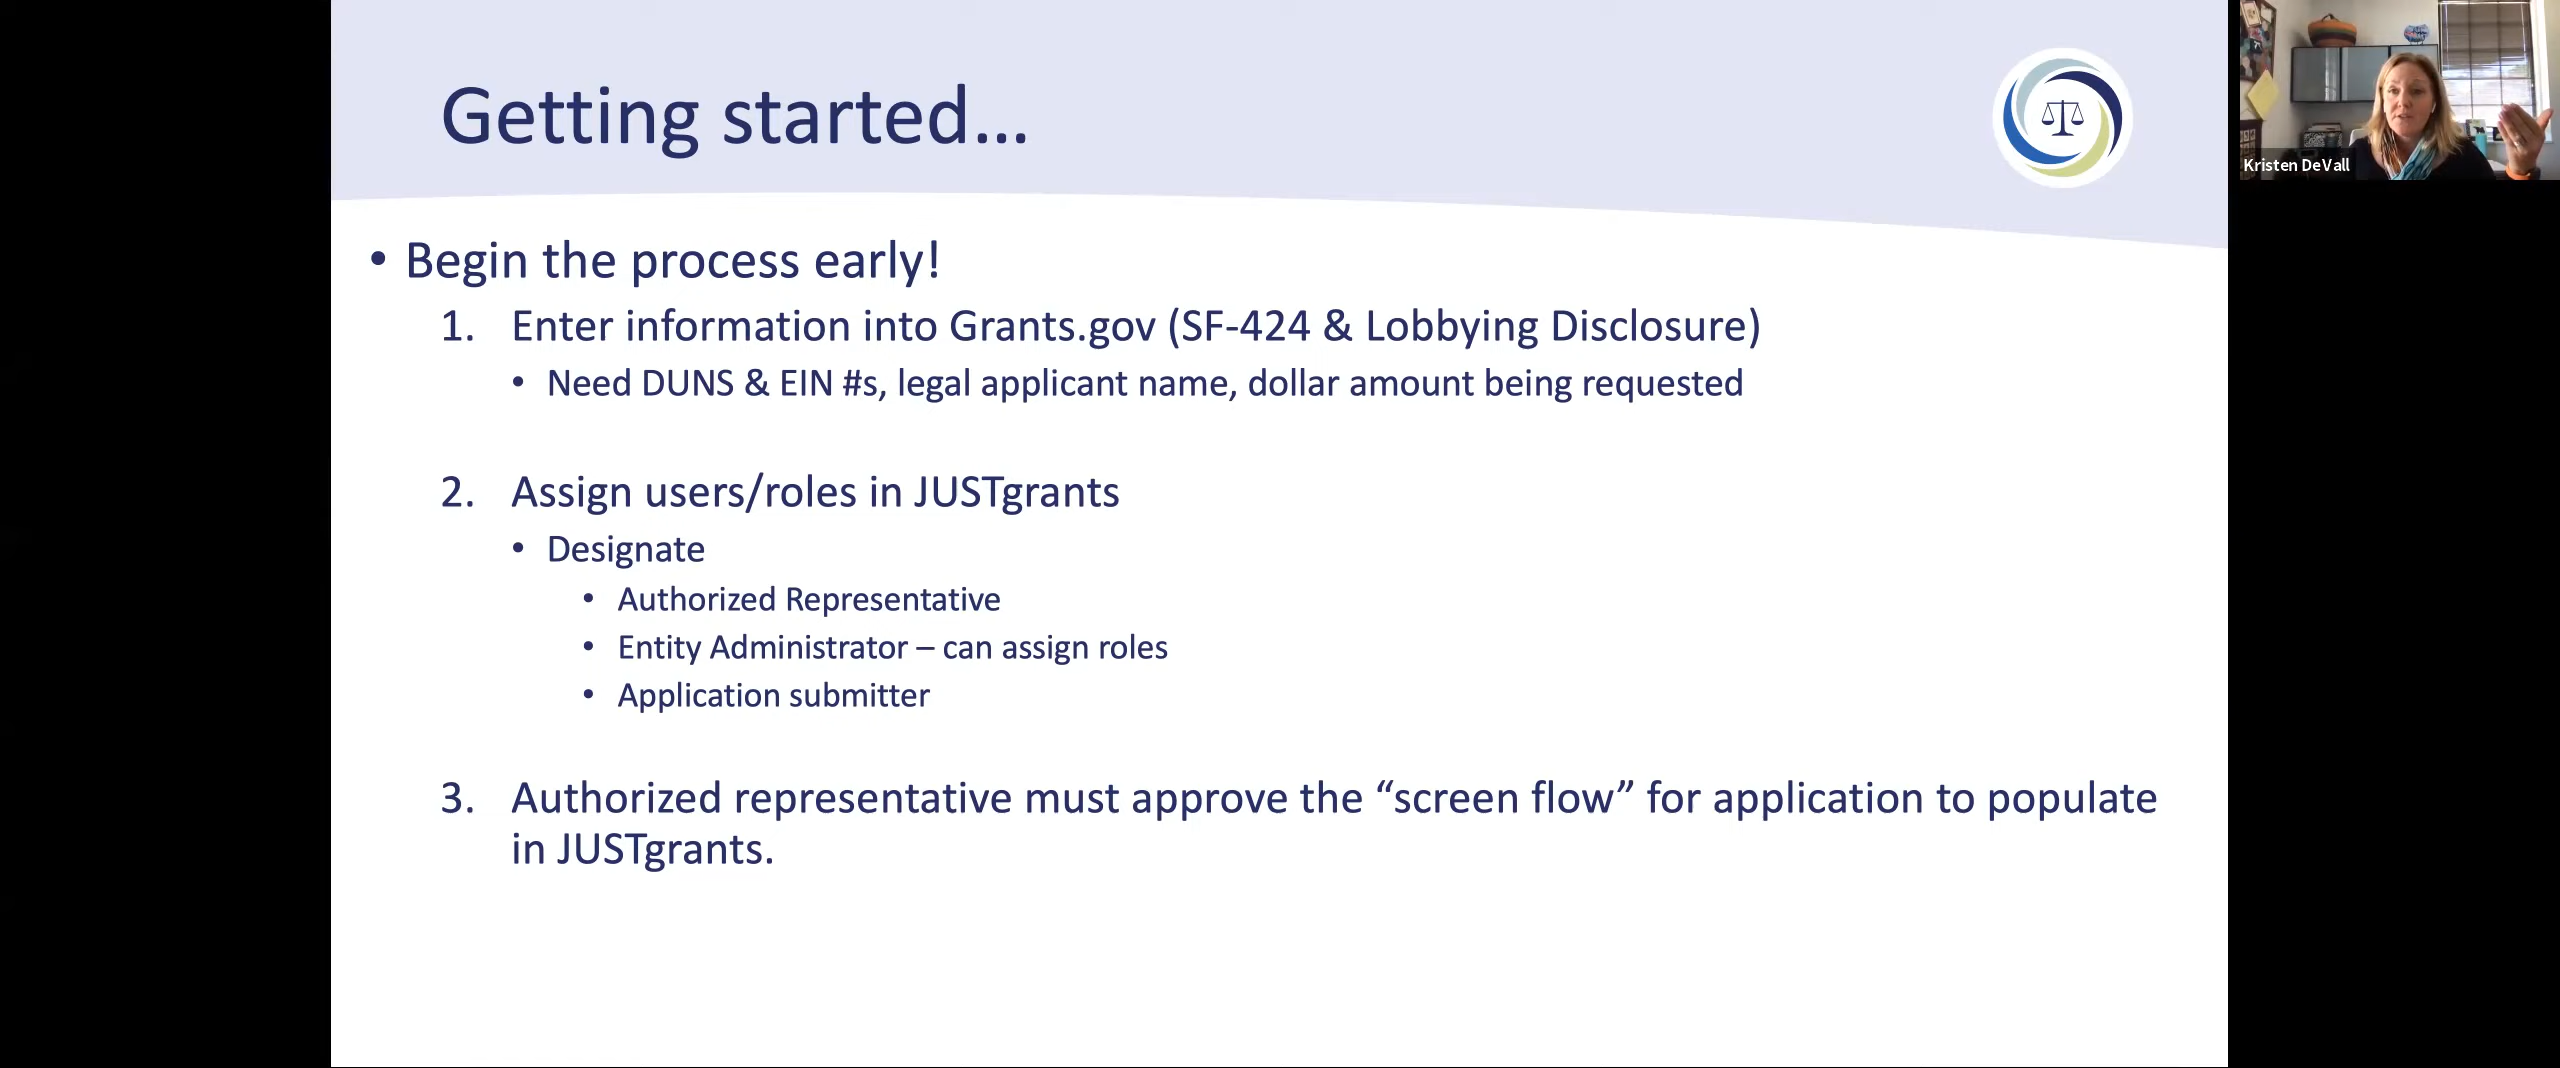 Getting started...
Kristen DeVall
• Begin the process early!
1. Enter information into Grants.gov (SF-424 & Lobbying Disclosure)
• Need DUNS & EIN #s, legal applicant name, dollar amount being requested
2. Assign users/roles in JUSTgrants
• Designate
• Authorized Representative
• Entity Administrator – can assign roles
• Application submitter
3. Authorized representative must approve the “screen flow” for application to populate
in JUSTgrants.